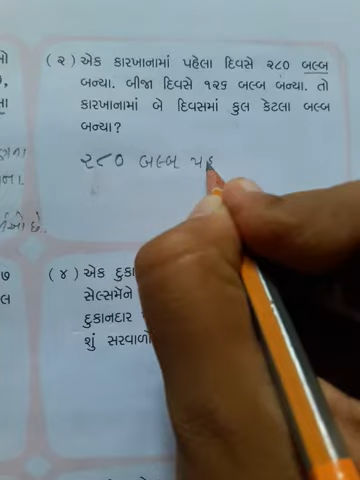 (૨) એક કારખાનામાં પહેલા દિવસે ૨૮૦ બલ્બ
બન્યા. બીજા દિવસે ૧૨૬ બલ્બ બન્યા. તો
કારખાનામાં બે દિવસમાં કુલ કેટલા બલ્બ
બન્યા?
૨૮૦ બલ્બ પહ
(૪) એક દુકા
સેલ્સમેને
દુકાનદાર
શું સરવાળો